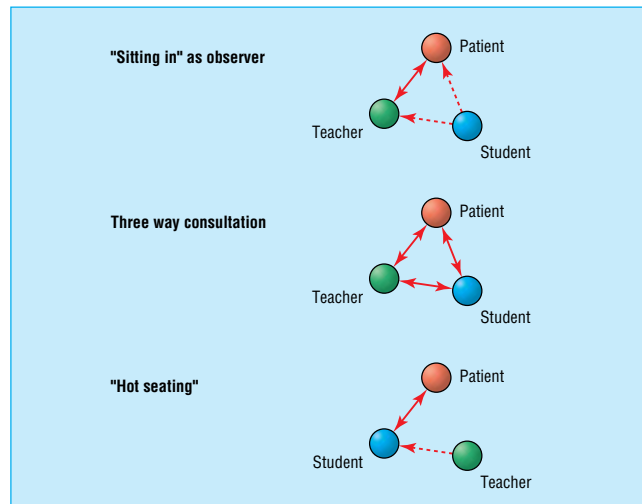 Patient
"Sitting in" as observer
Teacher
Student
Patient
Three way consultation
Teacher
Student
Patient
"Hot seating"
Student
Teacher